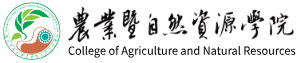 農業暨自然資源學院
College of Agriculture and Natural Resources